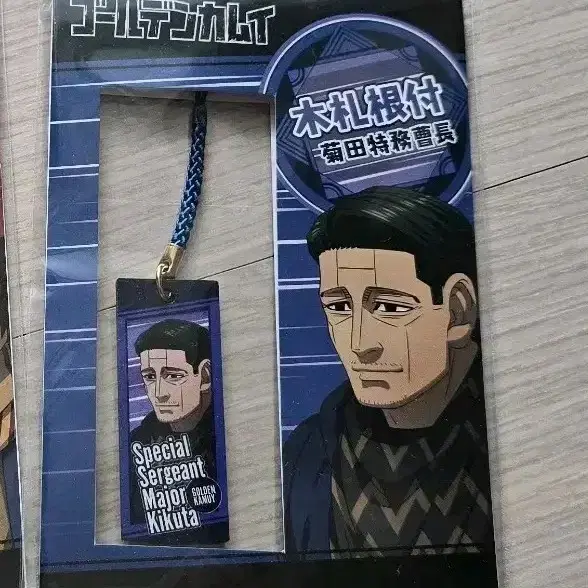 ゴールデンカムイ
木札根付
菊田特務曹長
Special
Sergeant
Major
Kikuta
GOLDEN
KAMUY